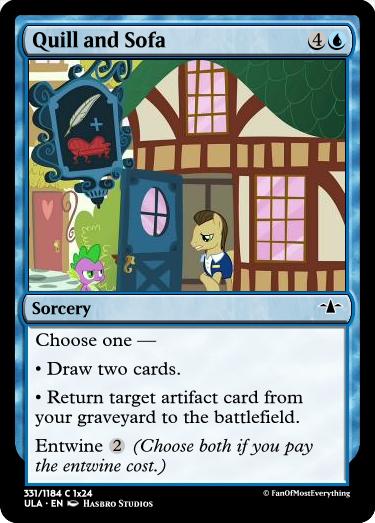 Quill and Sofa 4
+
Sorcery
Choose one —
• Draw two cards.
• Return target artifact card from
your graveyard to the battlefield.
Entwine 2 (Choose both if you pay
the entwine cost.)
331/1184 C 1x24
ULA • EN HASBRO STUDIOS
© FanOfMostEverything